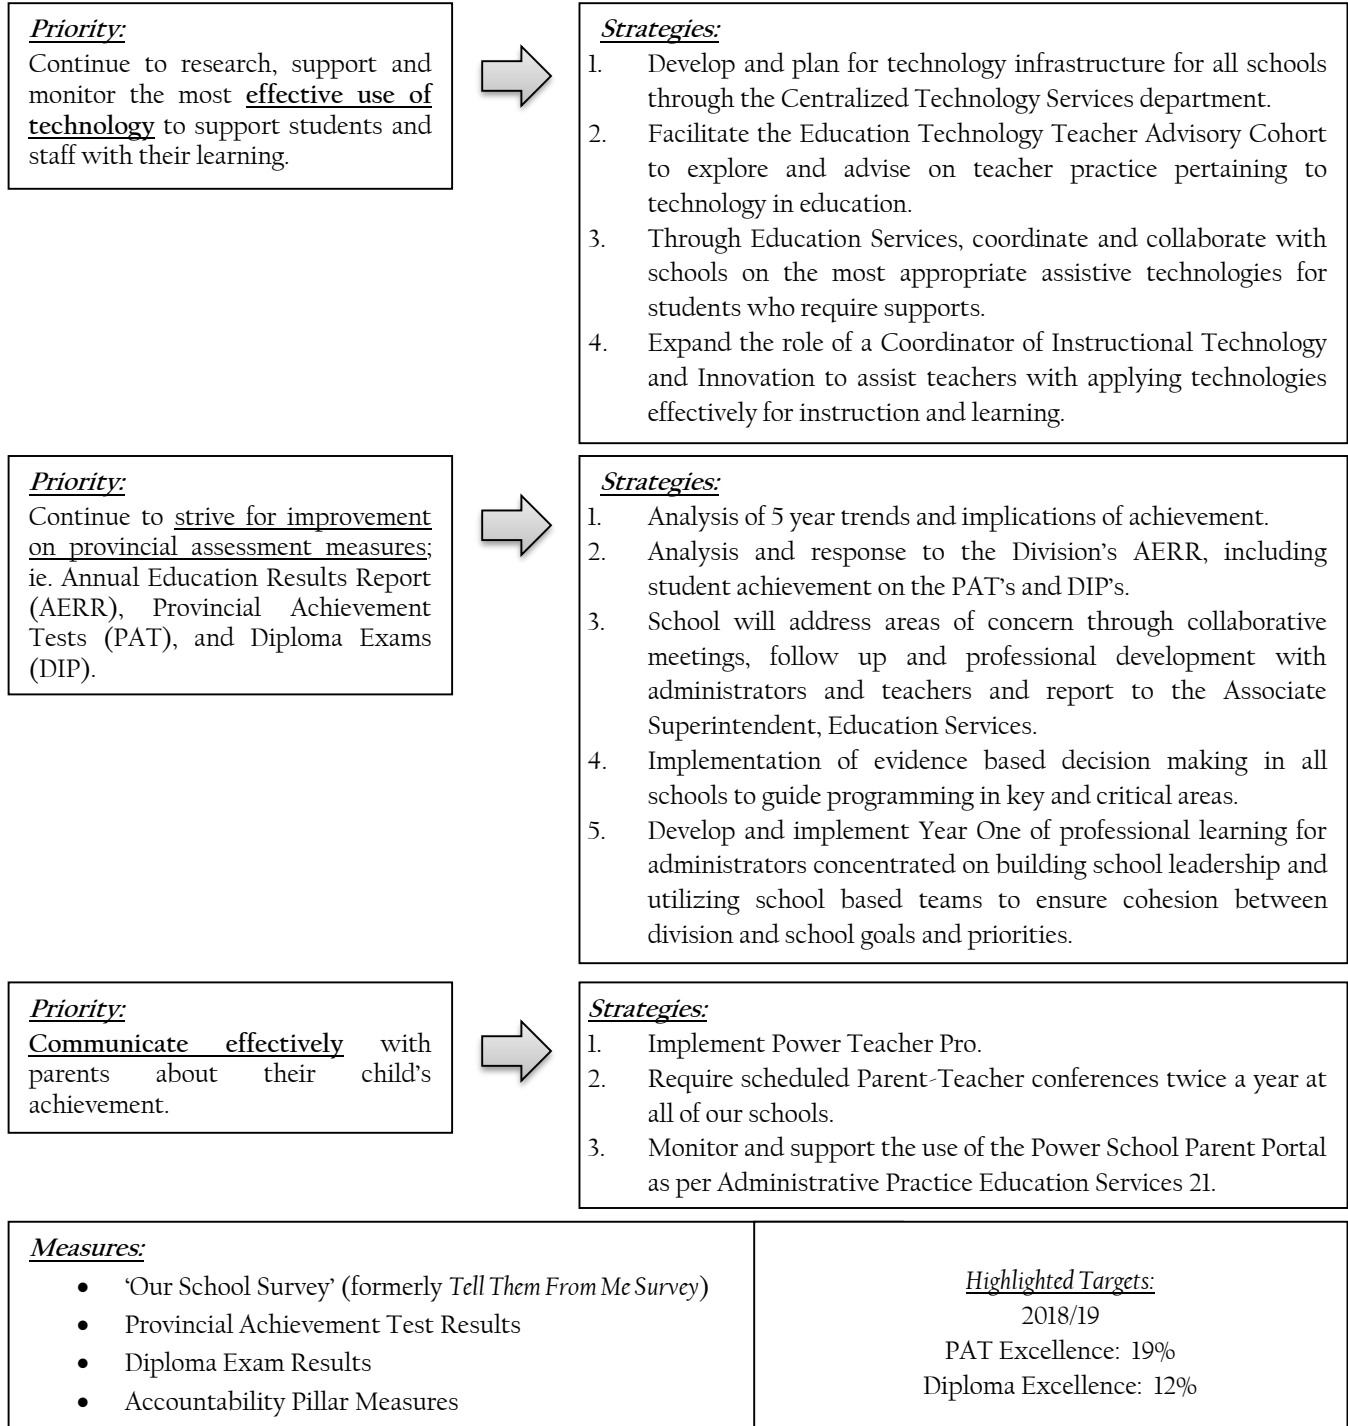 Priority:
Continue to research, support and
monitor the most effective use of
technology to support students and
staff with their learning.
Strategies:
1. Develop and plan for technology infrastructure for all schools
through the Centralized Technology Services department.
2. Facilitate the Education Technology Teacher Advisory Cohort
to explore and advise on teacher practice pertaining to
technology in education.
3. Through Education Services, coordinate and collaborate with
schools on the most appropriate assistive technologies for
students who require supports.
4. Expand the role of a Coordinator of Instructional Technology
and Innovation to assist teachers with applying technologies
effectively for instruction and learning.
Priority:
Continue to strive for improvement
on provincial assessment measures;
ie. Annual Education Results Report
(AERR), Provincial Achievement
Tests (PAT), and Diploma Exams
(DIP).
Strategies:
1. Analysis of 5 year trends and implications of achievement.
2. Analysis and response to the Division's AERR, including
student achievement on the PAT's and DIP's.
3. School will address areas of concern through collaborative
meetings, follow up and professional development with
administrators and teachers and report to the Associate
Superintendent, Education Services.
4. Implementation of evidence based decision making in all
schools to guide programming in key and critical areas.
5. Develop and implement Year One of professional learning for
administrators concentrated on building school leadership and
utilizing school based teams to ensure cohesion between
division and school goals and priorities.
Priority:
Communicate effectively with
parents about their child's
achievement.
Strategies:
1. Implement Power Teacher Pro.
2. Require scheduled Parent-Teacher conferences twice a year at
all of our schools.
3. Monitor and support the use of the Power School Parent Portal
as per Administrative Practice Education Services 21.
Measures:
• 'Our School Survey' (formerly Tell Them From Me Survey)
• Provincial Achievement Test Results
• Diploma Exam Results
• Accountability Pillar Measures
Highlighted Targets:
2018/19
PAT Excellence: 19%
Diploma Excellence: 12%